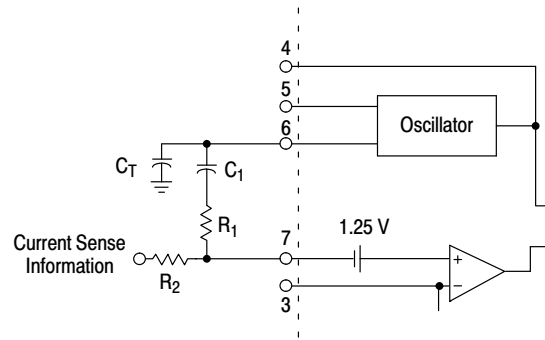 4
5
Oscillator
6
CT
C1
R1
Current Sense
Information
7
1.25 V
+
R2
3
−